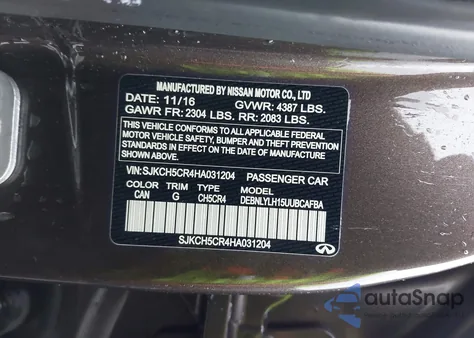 MANUFACTURED BY NISSAN MOTOR CO., LTD
DATE: 11/16 GVWR: 4387 LBS.
GAWR FR: 2304 LBS. RR: 2083 LBS.
THIS VEHICLE CONFORMS TO ALL APPLICABLE FEDERAL
MOTOR VEHICLE SAFETY, BUMPER AND THEFT PREVENTION
STANDARDS IN EFFECT ON THE DATE OF MANUFACTURE
SHOWN ABOVE.
VIN: SJKCH5CR4HA031204 PASSENGER CAR
COLOR TRIM TYPE MODEL
CAN G CH5CR4 DEBNLYLH15UUBCAFBA
SJKCH5CR4HA031204
autoSnap